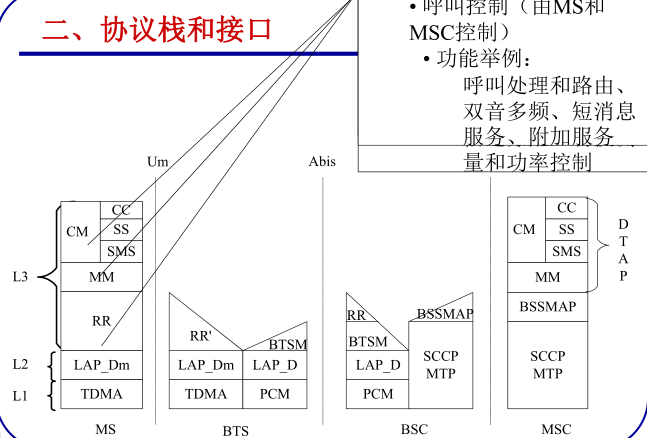 二、协议栈和接口
• 呼叫控制（由MS和
MSC控制）
• 功能举例：
呼叫处理和路由、
双音多频、短消息
服务、附加服务
量和功率控制
Um
Abis
CM
CC
SS
SMS
MM
RR
L3
L2
L1
LAP_Dm
TDMA
MS
RR'
BTSM
LAP_Dm
LAP_D
TDMA
PCM
BTS
RR
BTSM
BSSMAP
LAP_D
PCM
SCCP
MTP
BSC
CM
CC
SS
SMS
MM
BSSMAP
SCCP
MTP
MSC
D
T
A
P